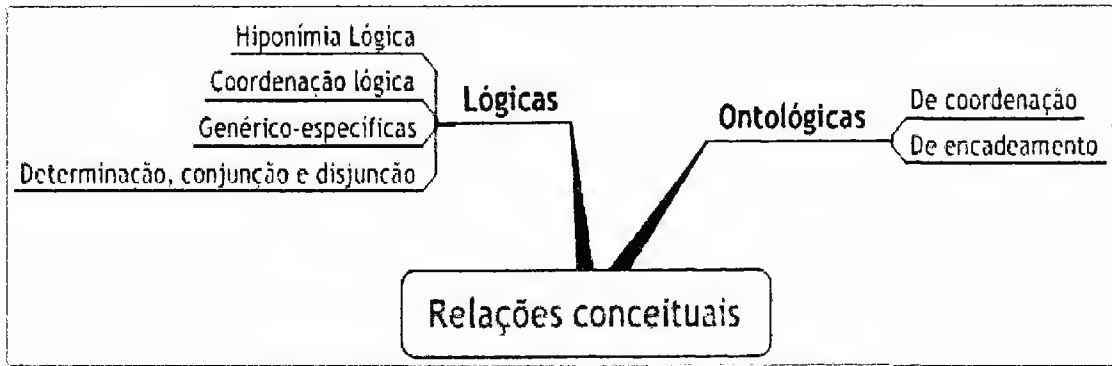 Hiponímia Lógica
Coordenação lógica
Genérico-específicas
Determinação, conjunção e disjunção
Lógicas
Ontológicas
De coordenação
De encadeamento
Relações conceituais